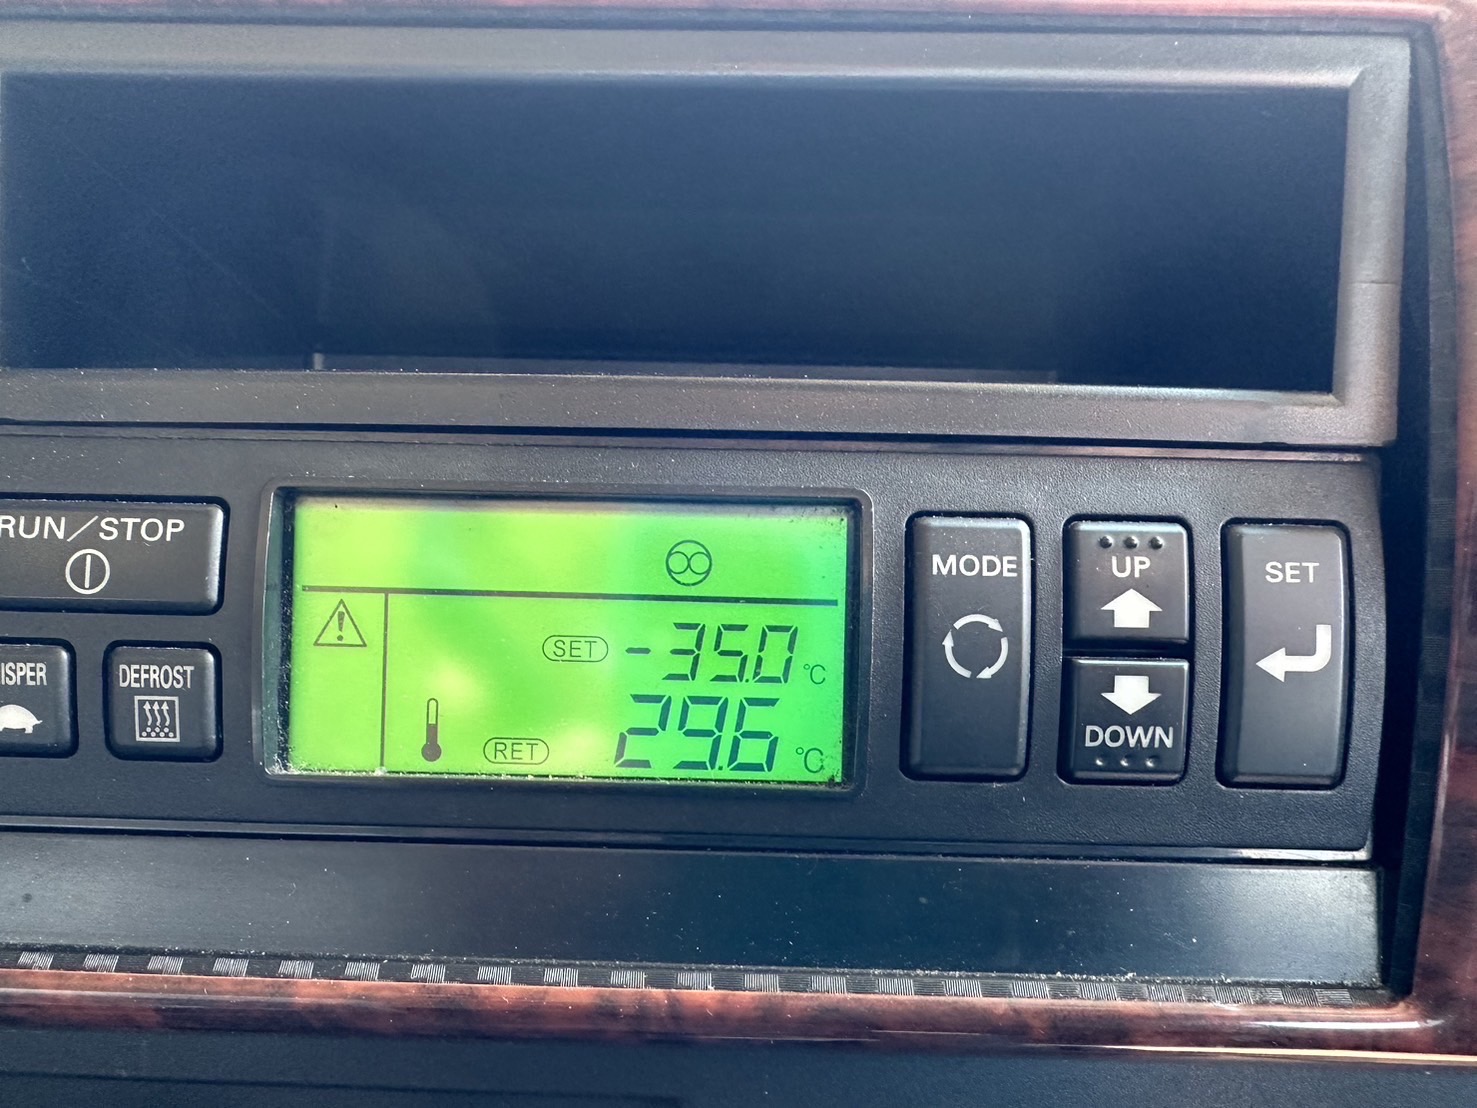 RUN/STOP
ISPER
DEFROST
SET -35.0 °C
RET 29.6 °C
MODE
UP
DOWN
SET